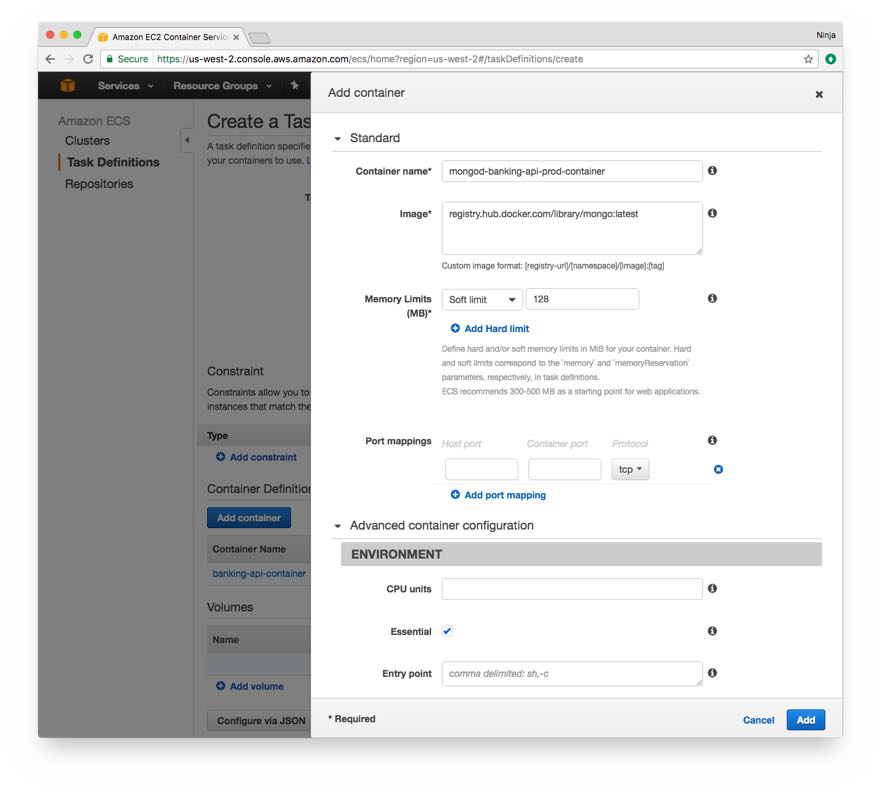 Amazon EC2 Container Servic
Ninja
Secure https://us-west-2.console.aws.amazon.com/ecs/home?region=us-west-2#/taskDefinitions/create
Services Resource Groups
Amazon ECS
Clusters
Task Definitions
Repositories
Create a Tas
A task definition specifie
your containers to use. L
T
Constraint
Constraints allow you to
instances that match the
Type
Add constraint
Container Definition
Add container
Container Name
banking-api-container
Volumes
Name
Add volume
Configure via JSON
Add container
Standard
Container name* mongod-banking-api-prod-container
Image* registry.hub.docker.com/library/mongo:latest
Custom image format: [registry-url]/[namespace]/[image]:[tag]
Memory Limits Soft limit 128
(MB)*
Add Hard limit
Define hard and/or soft memory limits in MiB for your container. Hard
and soft limits correspond to the `memory` and `memoryReservation`
parameters, respectively, in task definitions.
ECS recommends 300-500 MB as a starting point for web applications.
Port mappings Host port Container port Protocol
tcp
Add port mapping
Advanced container configuration
ENVIRONMENT
CPU units
Essential
Entry point comma delimited: sh,-c
* Required Cancel Add